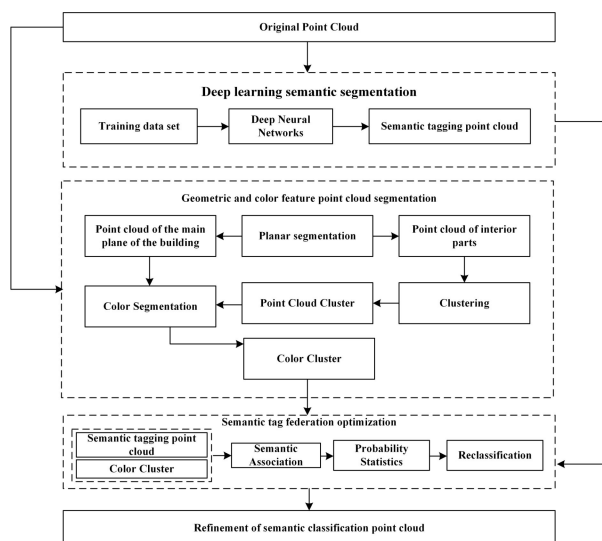 Original Point Cloud
Deep learning semantic segmentation
Training data set
Deep Neural
Networks
Semantic tagging point cloud
Geometric and color feature point cloud segmentation
Point cloud of the main
plane of the building
Planar segmentation
Point cloud of interior
parts
Color Segmentation
Point Cloud Cluster
Clustering
Color Cluster
Semantic tag federation optimization
Semantic tagging point
cloud
Color Cluster
Semantic
Association
Probability
Statistics
Reclassification
Refinement of semantic classification point cloud